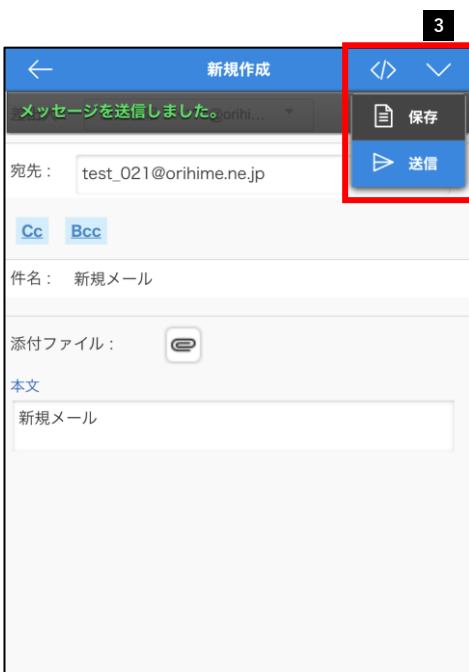 3
新規作成
</>
メッセージを送信しました。
保存
送信
宛先： test_021@orihime.ne.jp
Cc Bcc
件名： 新規メール
添付ファイル：
本文
新規メール